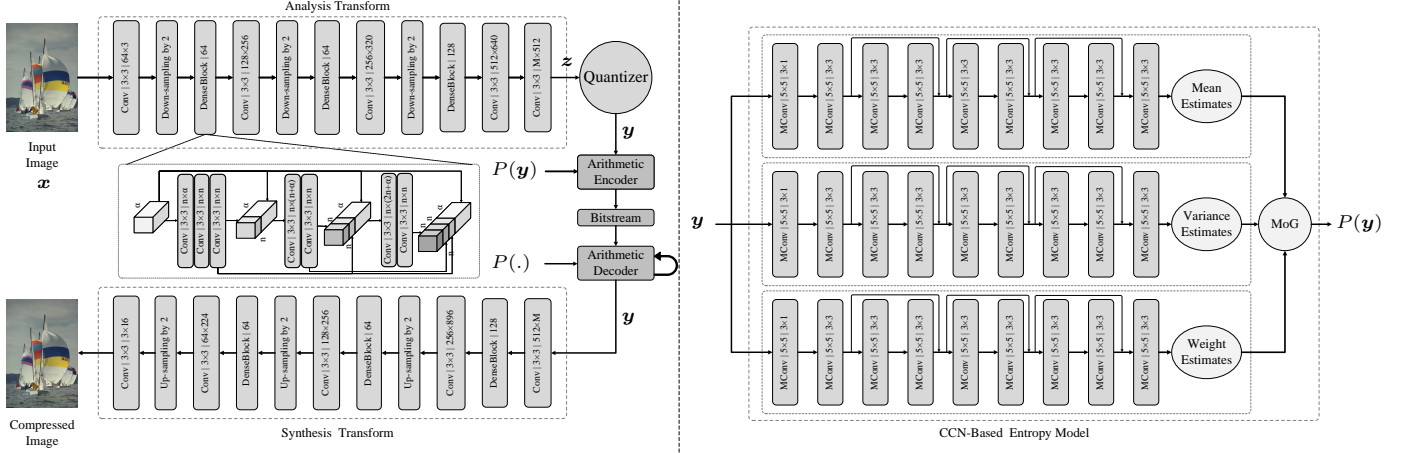 Analysis Transform
Input
Image
x
Conv | 3×3 | 64×3
Down-sampling by 2
DenseBlock | 64
Conv | 3×3 | 128×256
Down-sampling by 2
DenseBlock | 64
Conv | 3×3 | 256×320
Down-sampling by 2
DenseBlock | 128
Conv | 3×3 | 512×640
Conv | 3×3 | M×512
z
Quantizer
y
P(y)
Arithmetic
Encoder
Bitstream
P(.)
Arithmetic
Decoder
y
α
Conv | 3×3 | n×α
Conv | 3×3 | n×n
Conv | 3×3 | n×n
α
n
Conv | 3×3 | n×(n+α)
Conv | 3×3 | n×n
α
n
n
Conv | 3×3 | n×(2n+α)
Conv | 3×3 | n×n
α
n
n
n
Conv | 3×3 | 3×16
Up-sampling by 2
Conv | 3×3 | 64×224
DenseBlock | 64
Up-sampling by 2
Conv | 3×3 | 128×256
DenseBlock | 64
Up-sampling by 2
Conv | 3×3 | 256×896
DenseBlock | 128
Conv | 3×3 | 512×M
Compressed
Image
Synthesis Transform
y
MConv | 5×5 | 3×1
MConv | 5×5 | 3×3
MConv | 5×5 | 3×3
MConv | 5×5 | 3×3
MConv | 5×5 | 3×3
MConv | 5×5 | 3×3
MConv | 5×5 | 3×3
MConv | 5×5 | 3×3
MConv | 5×5 | 3×3
Mean
Estimates
MConv | 5×5 | 3×1
MConv | 5×5 | 3×3
MConv | 5×5 | 3×3
MConv | 5×5 | 3×3
MConv | 5×5 | 3×3
MConv | 5×5 | 3×3
MConv | 5×5 | 3×3
MConv | 5×5 | 3×3
MConv | 5×5 | 3×3
Variance
Estimates
MoG
P(y)
MConv | 5×5 | 3×1
MConv | 5×5 | 3×3
MConv | 5×5 | 3×3
MConv | 5×5 | 3×3
MConv | 5×5 | 3×3
MConv | 5×5 | 3×3
MConv | 5×5 | 3×3
MConv | 5×5 | 3×3
MConv | 5×5 | 3×3
Weight
Estimates
CCN-Based Entropy Model